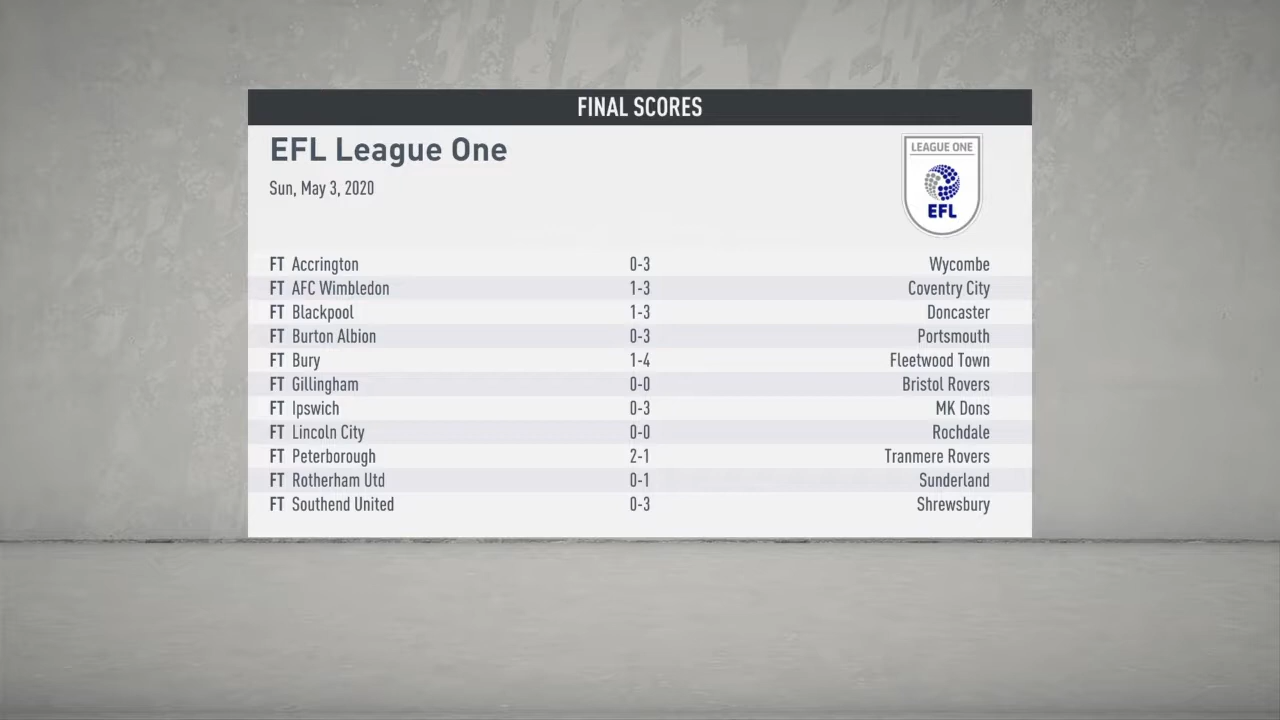 FINAL SCORES
EFL League One
Sun, May 3, 2020
LEAGUE ONE
EFL
FT Accrington 0-3 Wycombe
FT AFC Wimbledon 1-3 Coventry City
FT Blackpool 1-3 Doncaster
FT Burton Albion 0-3 Portsmouth
FT Bury 1-4 Fleetwood Town
FT Gillingham 0-0 Bristol Rovers
FT Ipswich 0-3 MK Dons
FT Lincoln City 0-0 Rochdale
FT Peterborough 2-1 Tranmere Rovers
FT Rotherham Utd 0-1 Sunderland
FT Southend United 0-3 Shrewsbury